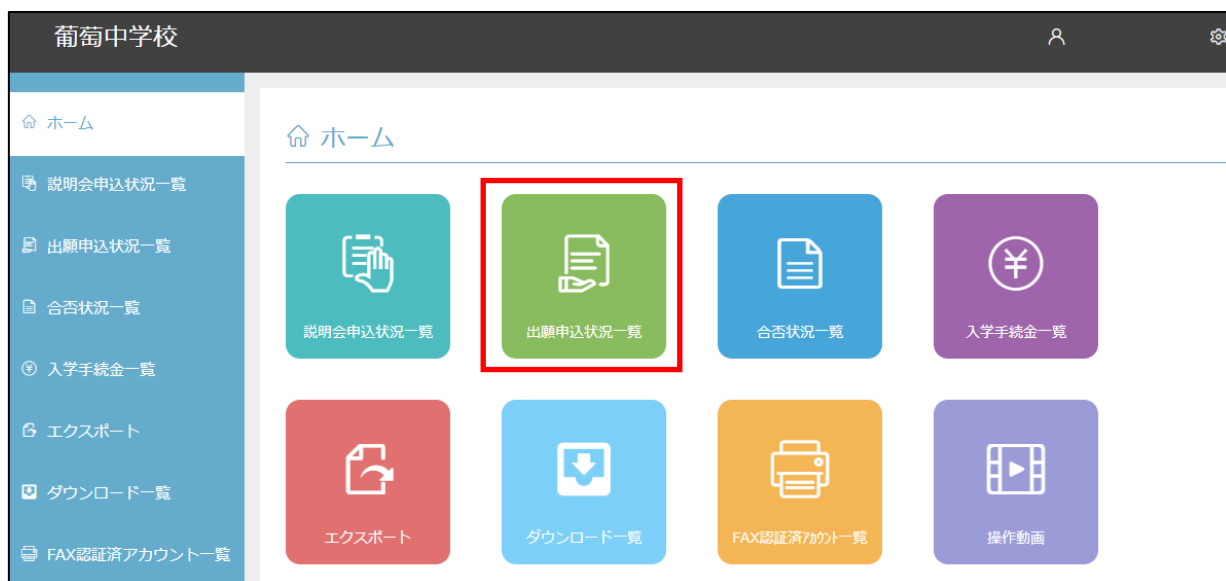 葡萄中学校
ホーム
説明会申込状況一覧
出願申込状況一覧
合否状況一覧
入学手続金一覧
エクスポート
ダウンロード一覧
FAX認証済アカウント一覧
ホーム
説明会申込状況一覧
出願申込状況一覧
合否状況一覧
入学手続金一覧
エクスポート
ダウンロード一覧
FAX認証済ｱｶｳﾝﾄ一覧
操作動画